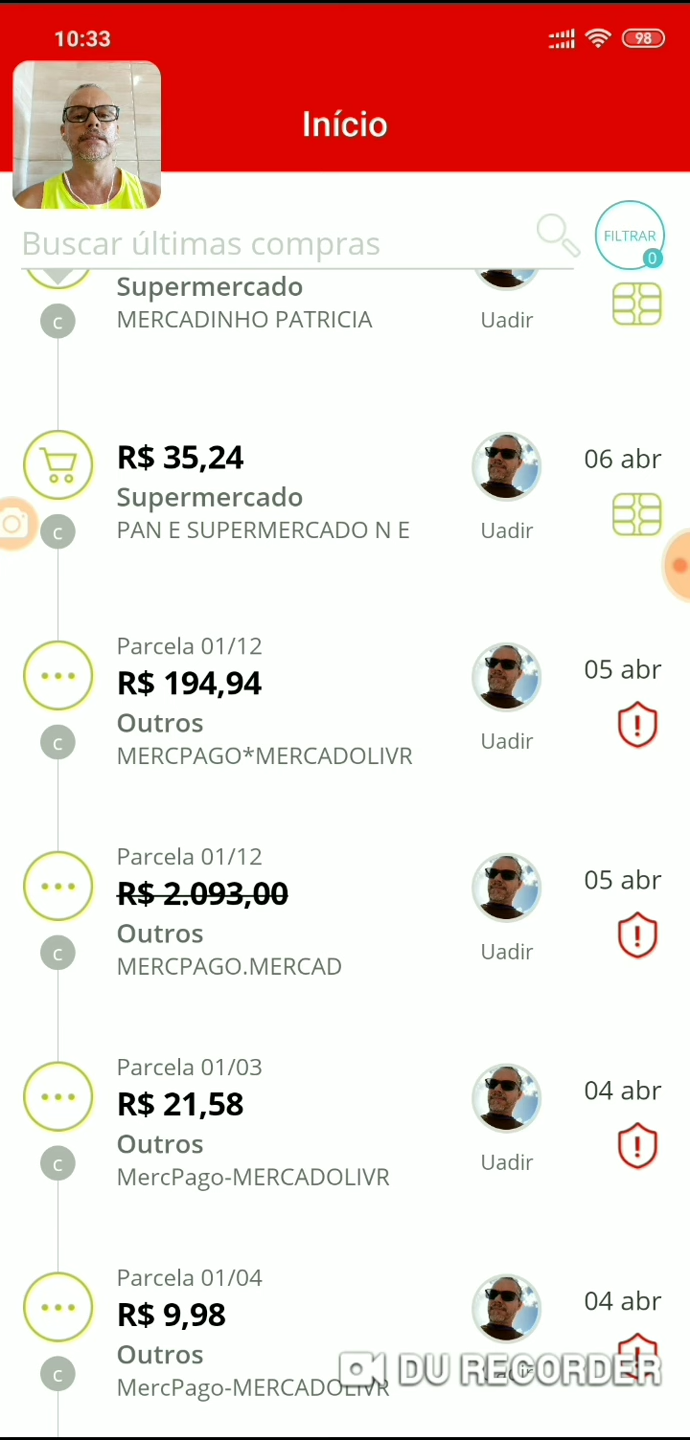 10:33
98
Início
Buscar últimas compras
FILTRAR
0
Supermercado
C
MERCADINHO PATRICIA
Uadir
R$ 35,24
06 abr
Supermercado
C
PAN E SUPERMERCADO N E
Uadir
Parcela 01/12
R$ 194,94
05 abr
Outros
C
MERCPAGO*MERCADOLIVR
Uadir
Parcela 01/12
R$ 2.093,00
05 abr
Outros
C
MERCPAGO.MERCAD
Uadir
Parcela 01/03
R$ 21,58
04 abr
Outros
C
MercPago-MERCADOLIVR
Uadir
Parcela 01/04
R$ 9,98
04 abr
Outros
C
MercPago-MERCADOLIVR
Uadir
DU RECORDER